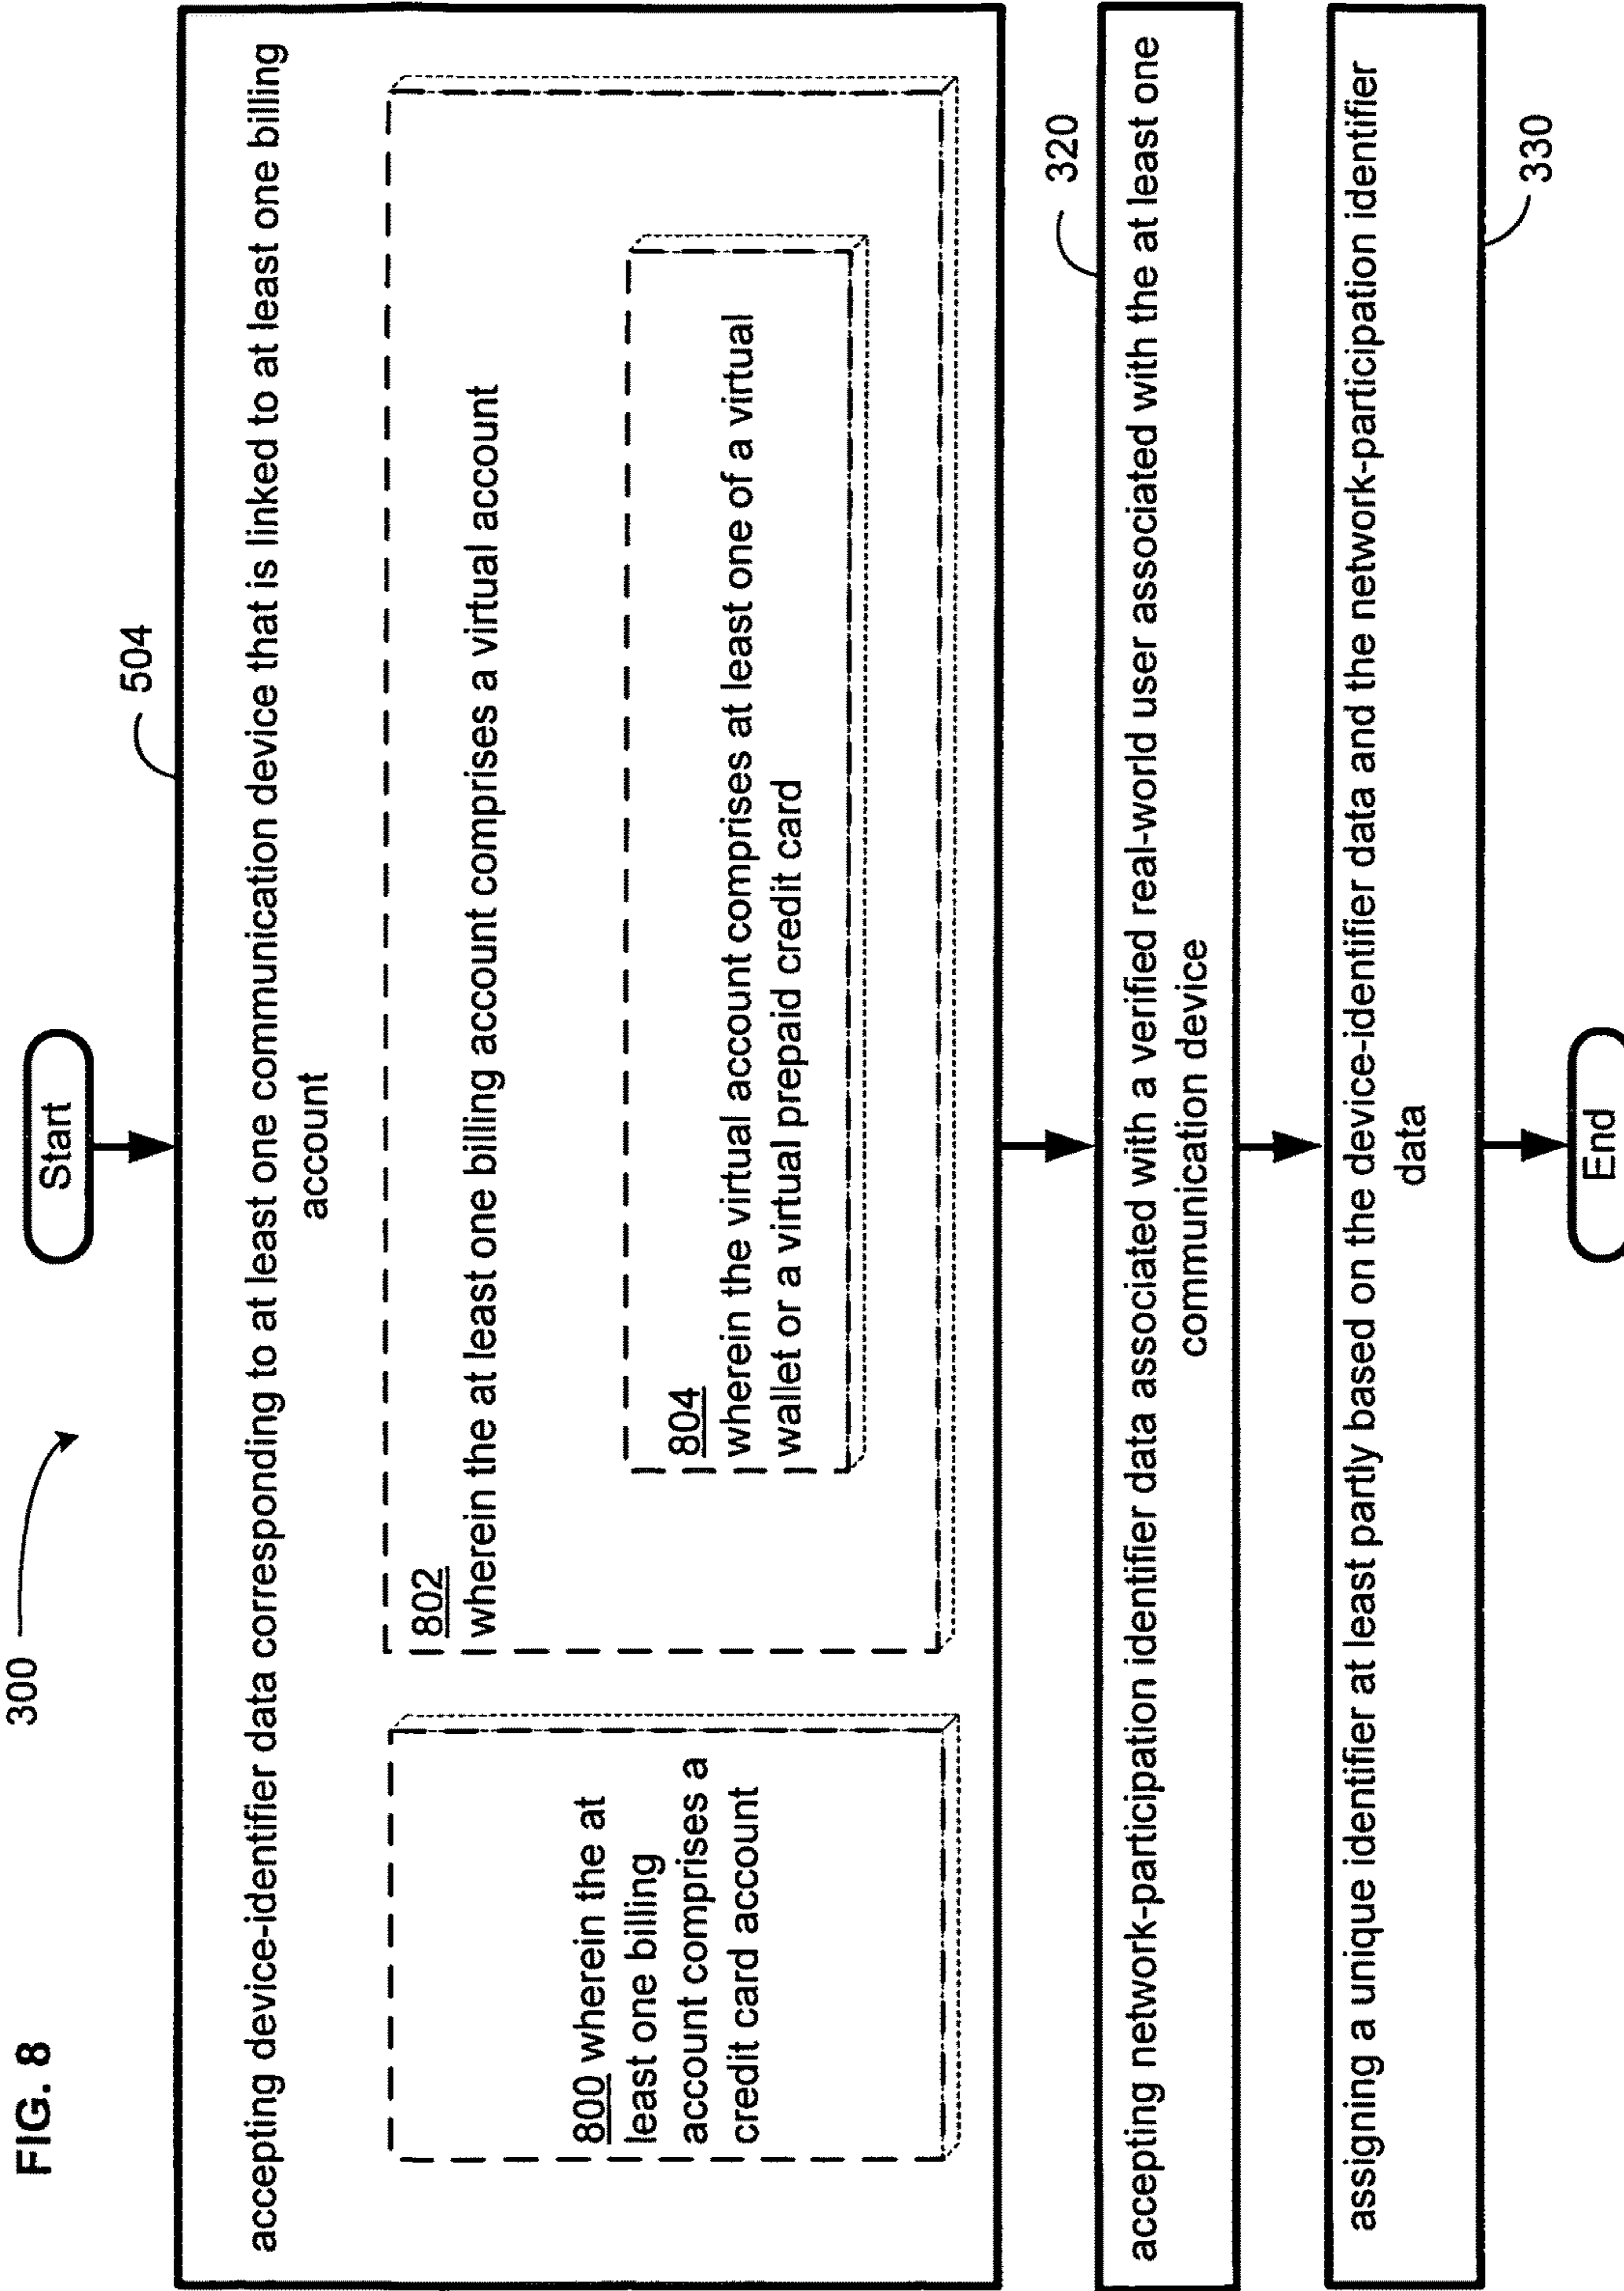 FIG. 8
300
Start
504
accepting device-identifier data corresponding to at least one communication device that is linked to at least one billing
account
800 wherein the at
least one billing
account comprises a
credit card account
802
wherein the at least one billing account comprises a virtual account
804
wherein the virtual account comprises at least one of a virtual
wallet or a virtual prepaid credit card
320
accepting network-participation identifier data associated with a verified real-world user associated with the at least one
communication device
assigning a unique identifier at least partly based on the device-identifier data and the network-participation identifier
data
330
End